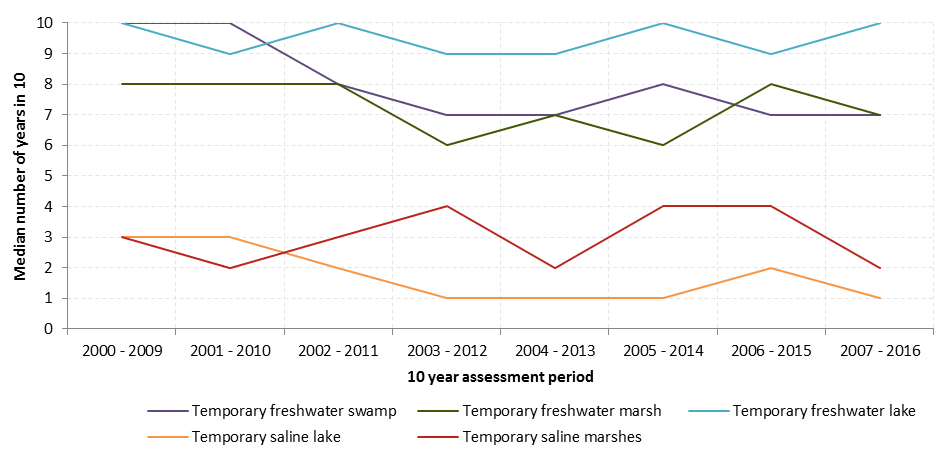 Median number of years in 10
10
9
8
7
6
5
4
3
2
1
0
2000 - 2009 2001 - 2010 2002 - 2011 2003 - 2012 2004 - 2013 2005 - 2014 2006 - 2015 2007 - 2016
10 year assessment period
Temporary freshwater swamp Temporary freshwater marsh Temporary freshwater lake
Temporary saline lake Temporary saline marshes